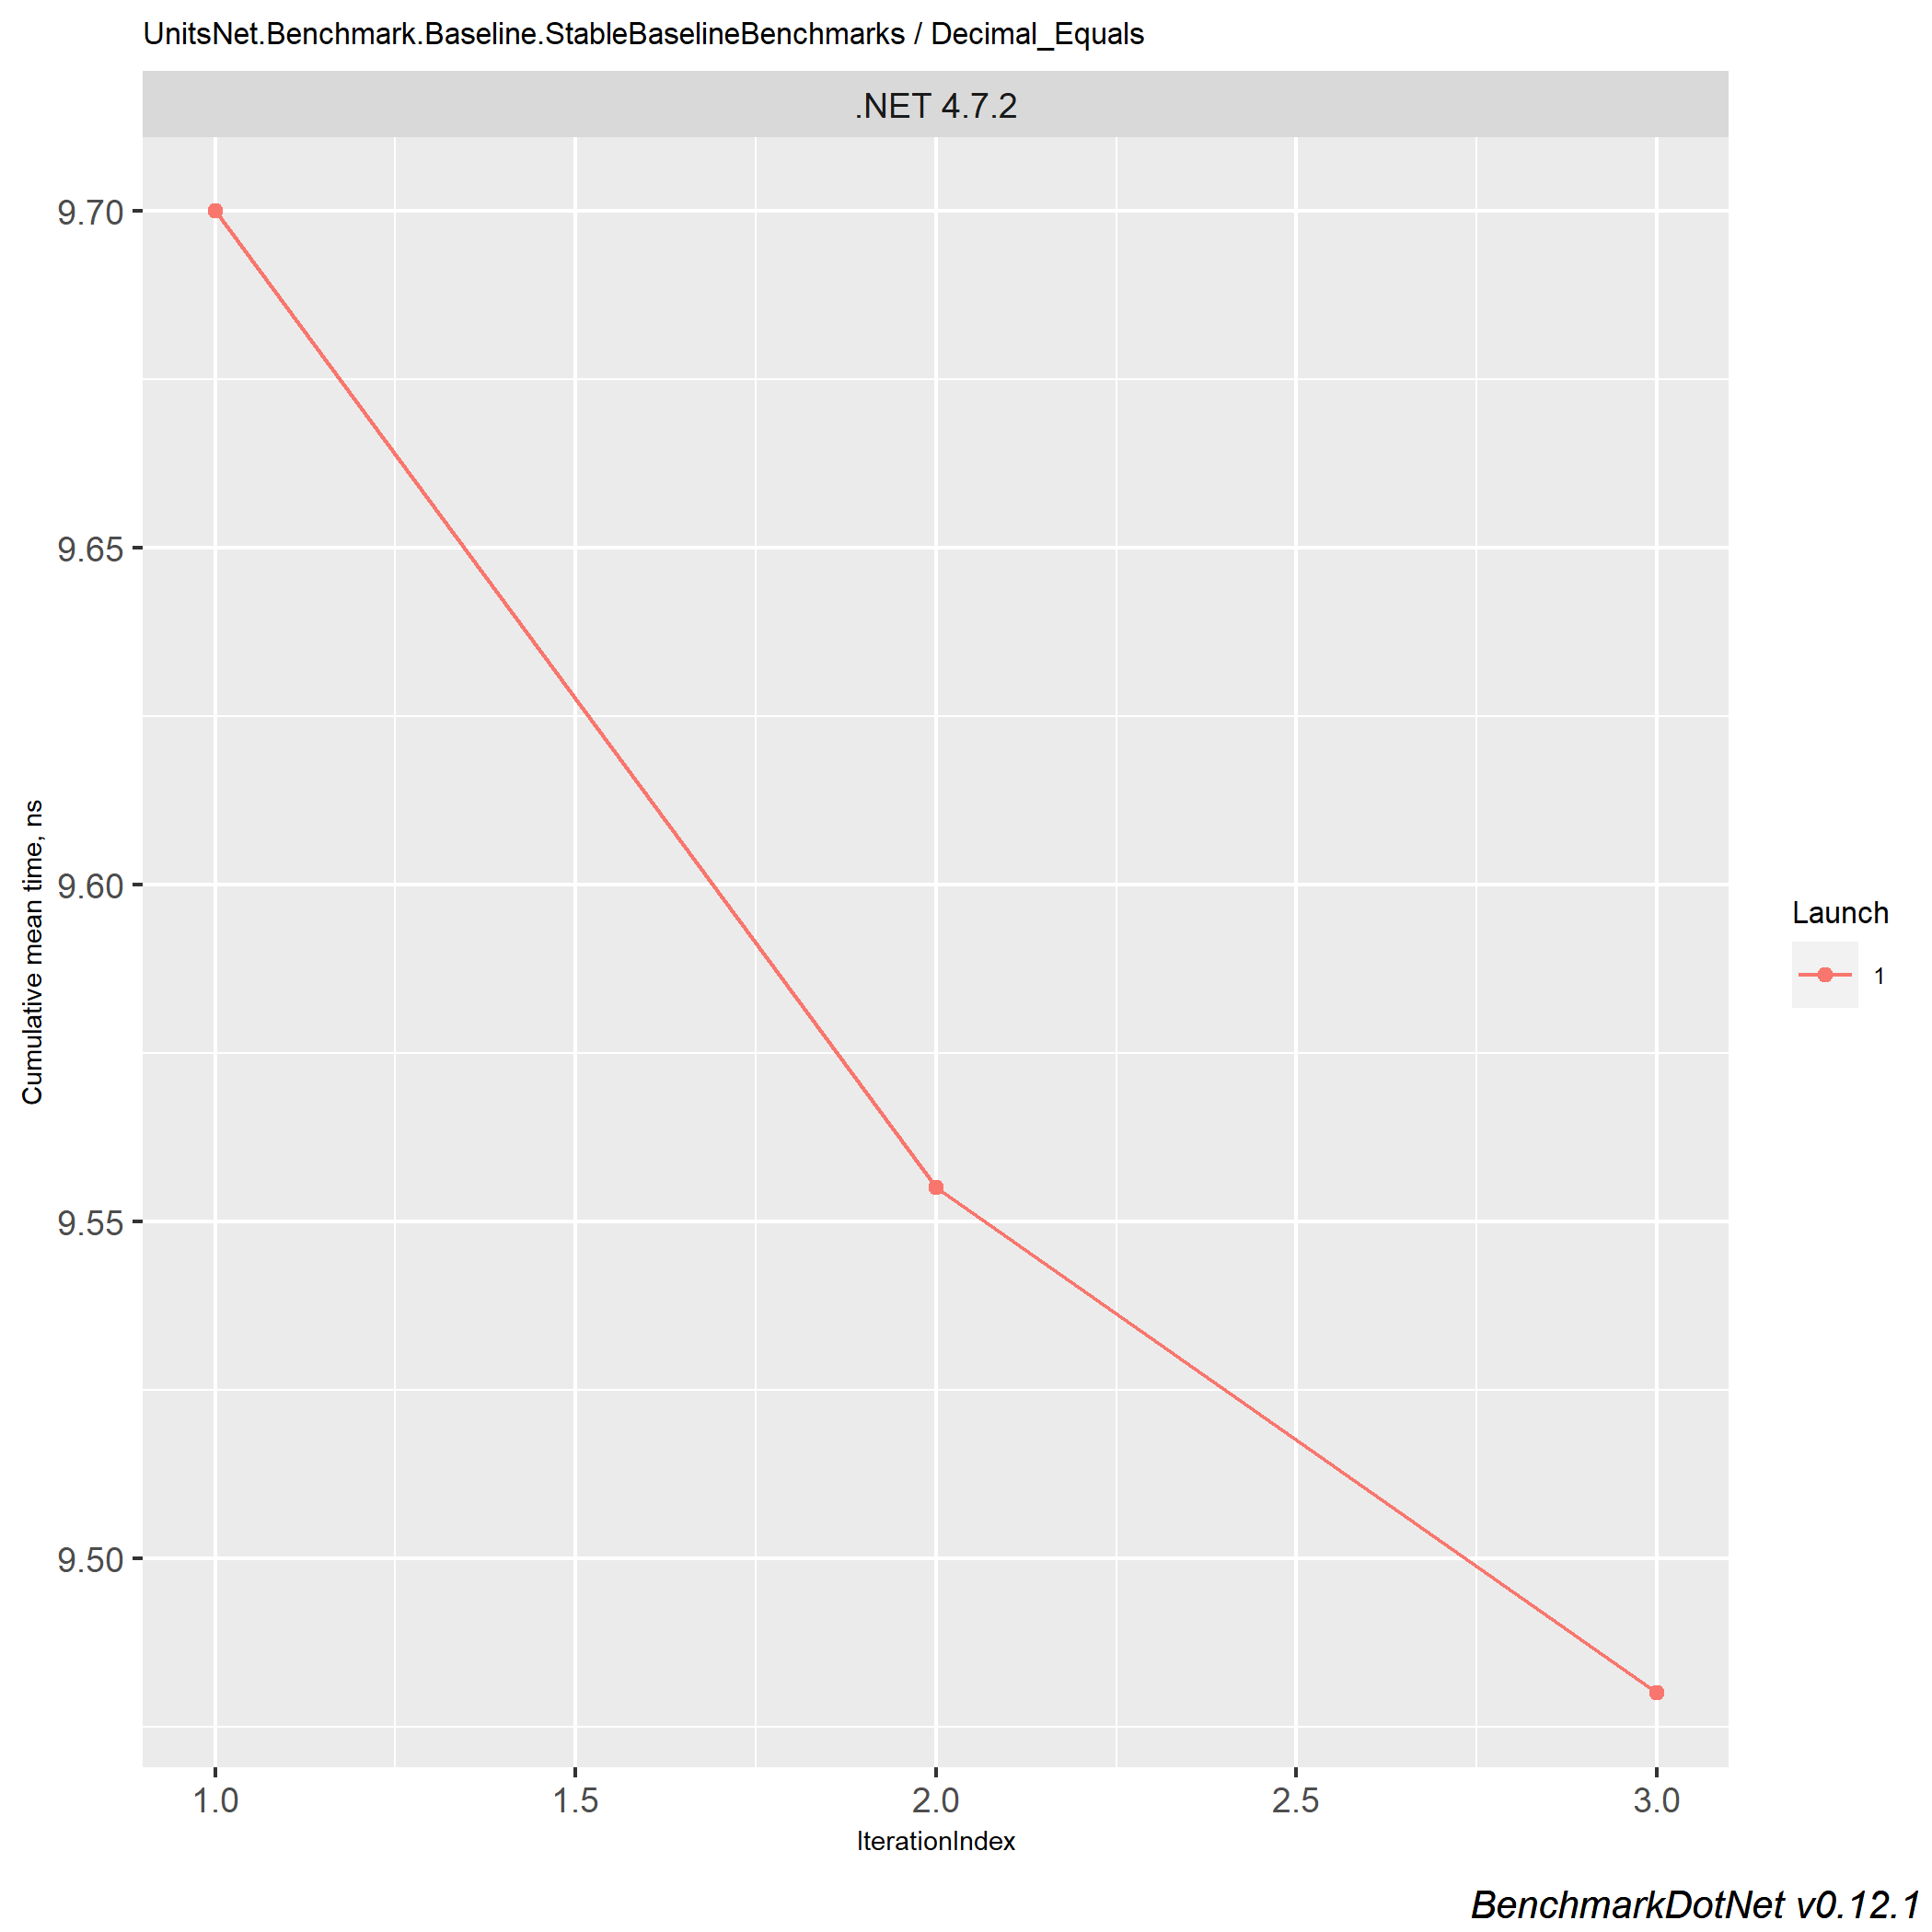 UnitsNet.Benchmark.Baseline.StableBaselineBenchmarks / Decimal_Equals
.NET 4.7.2
9.70
9.65
9.60
9.55
9.50
Cumulative mean time, ns
1.0
1.5
2.0
2.5
3.0
IterationIndex
Launch
1
BenchmarkDotNet v0.12.1